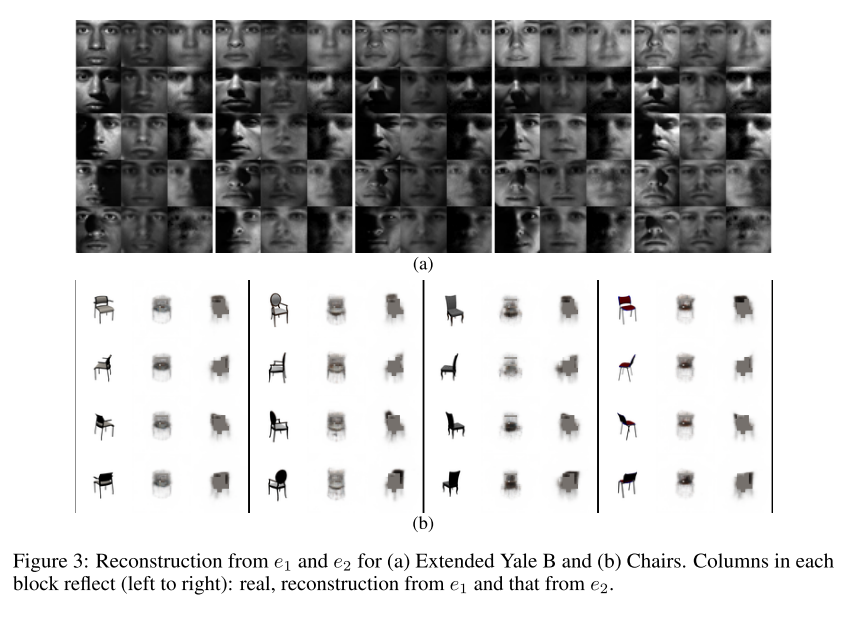 (a)
(b)
Figure 3: Reconstruction from e₁ and e₂ for (a) Extended Yale B and (b) Chairs. Columns in each
block reflect (left to right): real, reconstruction from e₁ and that from e₂.